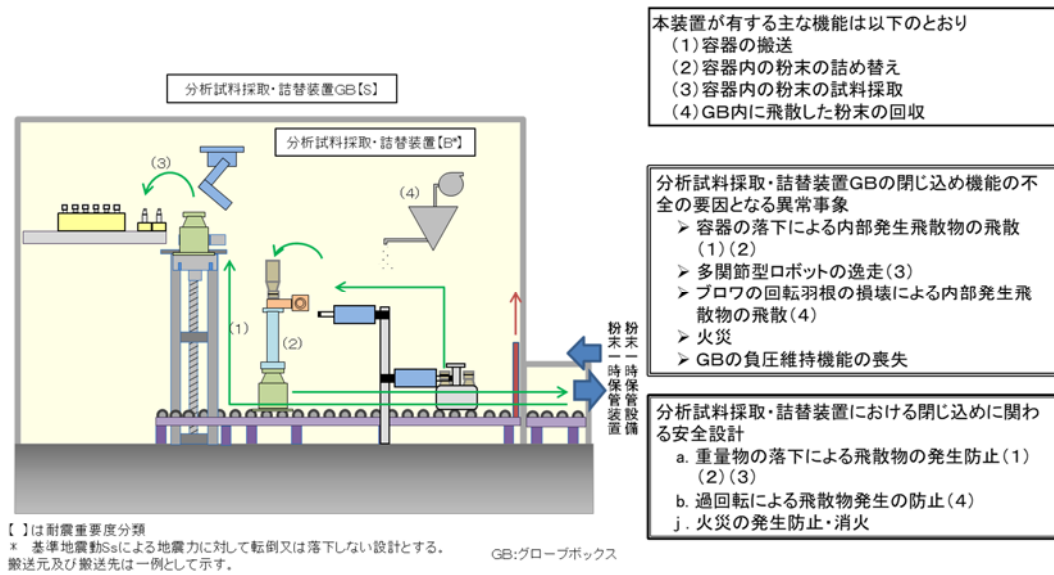 分析試料採取・詰替装置GB【S】
分析試料採取・詰替装置【B*】
(3)
(4)
(1)
(2)
粉末一時保管設備
粉末一時保管装置
【 】は耐震重要度分類
* 基準地震動Ssによる地震力に対して転倒又は落下しない設計とする。
搬送元及び搬送先は一例として示す。
GB:グローブボックス
本装置が有する主な機能は以下のとおり
(1)容器の搬送
(2)容器内の粉末の詰め替え
(3)容器内の粉末の試料採取
(4)GB内に飛散した粉末の回収
分析試料採取・詰替装置GBの閉じ込め機能の不
全の要因となる異常事象
➢ 容器の落下による内部発生飛散物の飛散
(1)(2)
➢ 多関節型ロボットの逸走(3)
➢ ブロワの回転羽根の損壊による内部発生飛
散物の飛散(4)
➢ 火災
➢ GBの負圧維持機能の喪失
分析試料採取・詰替装置における閉じ込めに関わ
る安全設計
a. 重量物の落下による飛散物の発生防止(1)
(2)(3)
b. 過回転による飛散物発生の防止(4)
j. 火災の発生防止・消火